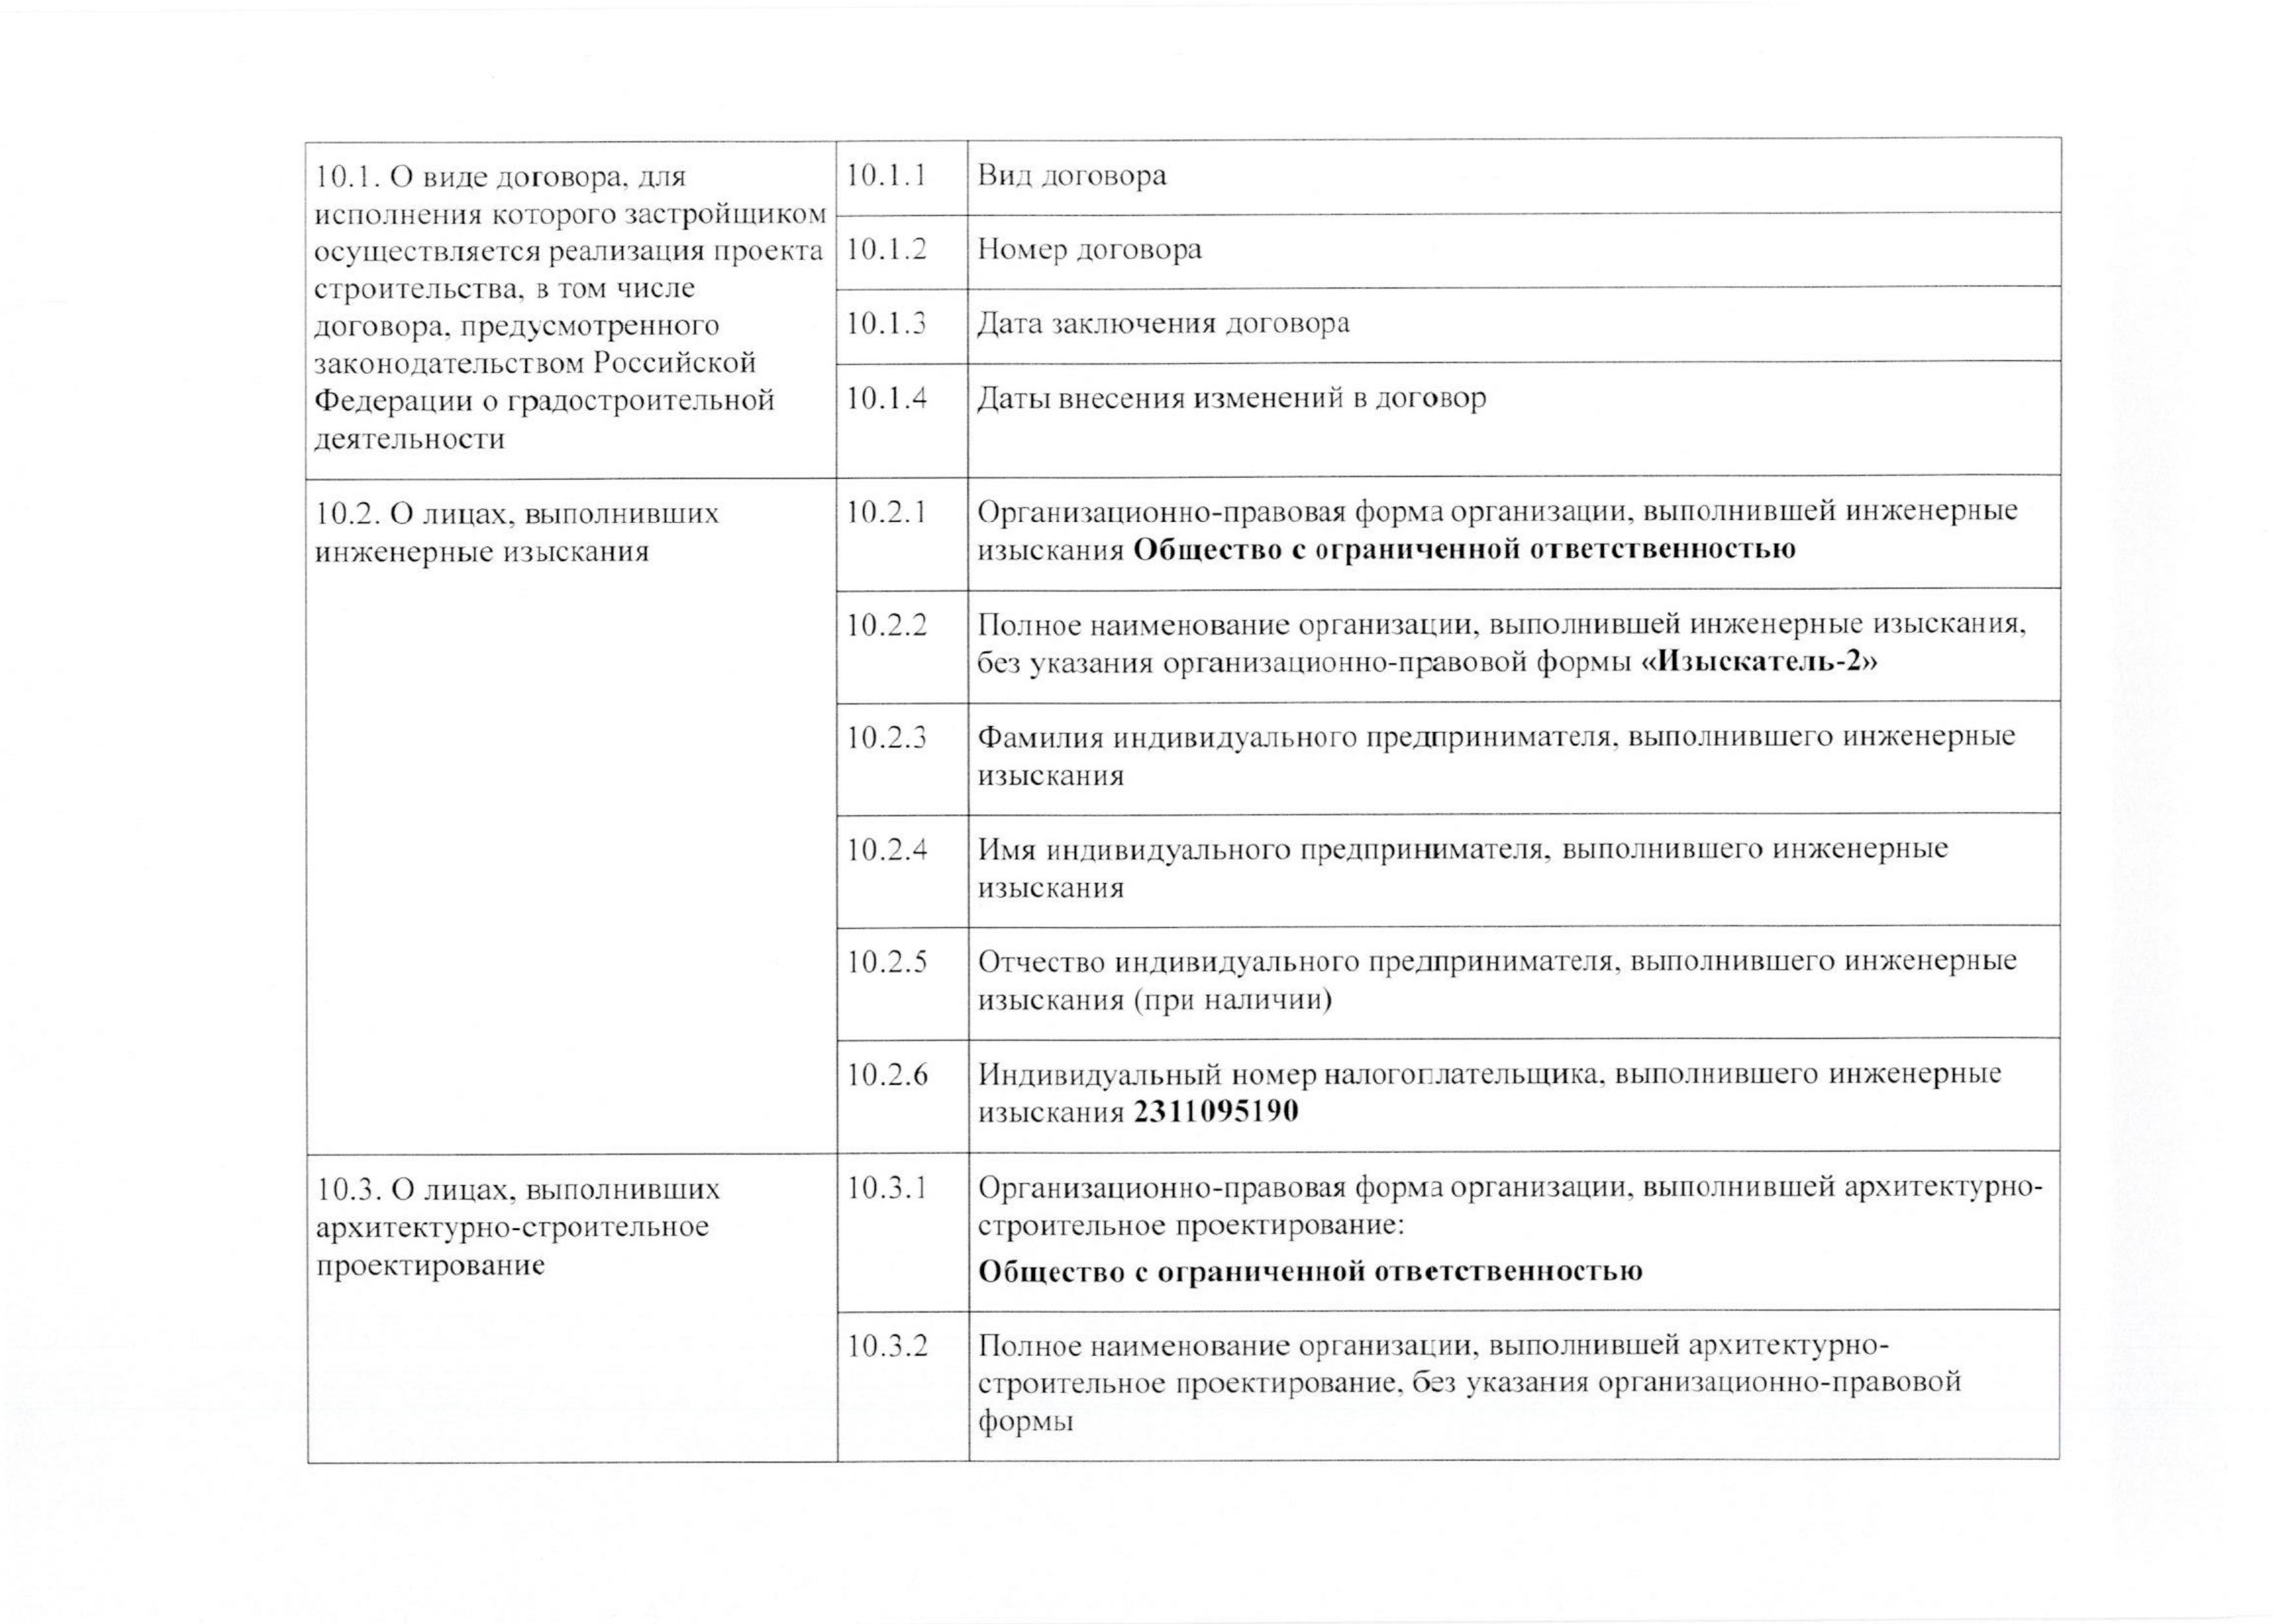 10.1. О виде договора, для
исполнения которого застройщиком
осуществляется реализация проекта
строительства, в том числе
договора, предусмотренного
законодательством Российской
Федерации о градостроительной
деятельности
10.1.1
Вид договора
10.1.2
Номер договора
10.1.3
Дата заключения договора
10.1.4
Даты внесения изменений в договор
10.2. О лицах, выполнивших
инженерные изыскания
10.2.1
Организационно-правовая форма организации, выполнившей инженерные
изыскания Общество с ограниченной ответственностью
10.2.2
Полное наименование организации, выполнившей инженерные изыскания,
без указания организационно-правовой формы «Изыскатель-2»
10.2.3
Фамилия индивидуального предпринимателя, выполнившего инженерные
изыскания
10.2.4
Имя индивидуального предпринимателя, выполнившего инженерные
изыскания
10.2.5
Отчество индивидуального предпринимателя, выполнившего инженерные
изыскания (при наличии)
10.2.6
Индивидуальный номер налогоплательщика, выполнившего инженерные
изыскания 2311095190
10.3. О лицах, выполнивших
архитектурно-строительное
проектирование
10.3.1
Организационно-правовая форма организации, выполнившей архитектурно-
строительное проектирование:
Общество с ограниченной ответственностью
10.3.2
Полное наименование организации, выполнившей архитектурно-
строительное проектирование, без указания организационно-правовой
формы